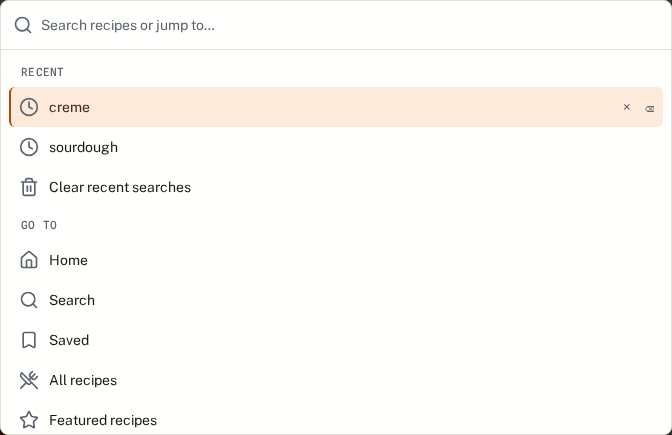 Search recipes or jump to...
RECENT
creme × ⌫
sourdough
Clear recent searches
GO TO
Home
Search
Saved
All recipes
Featured recipes